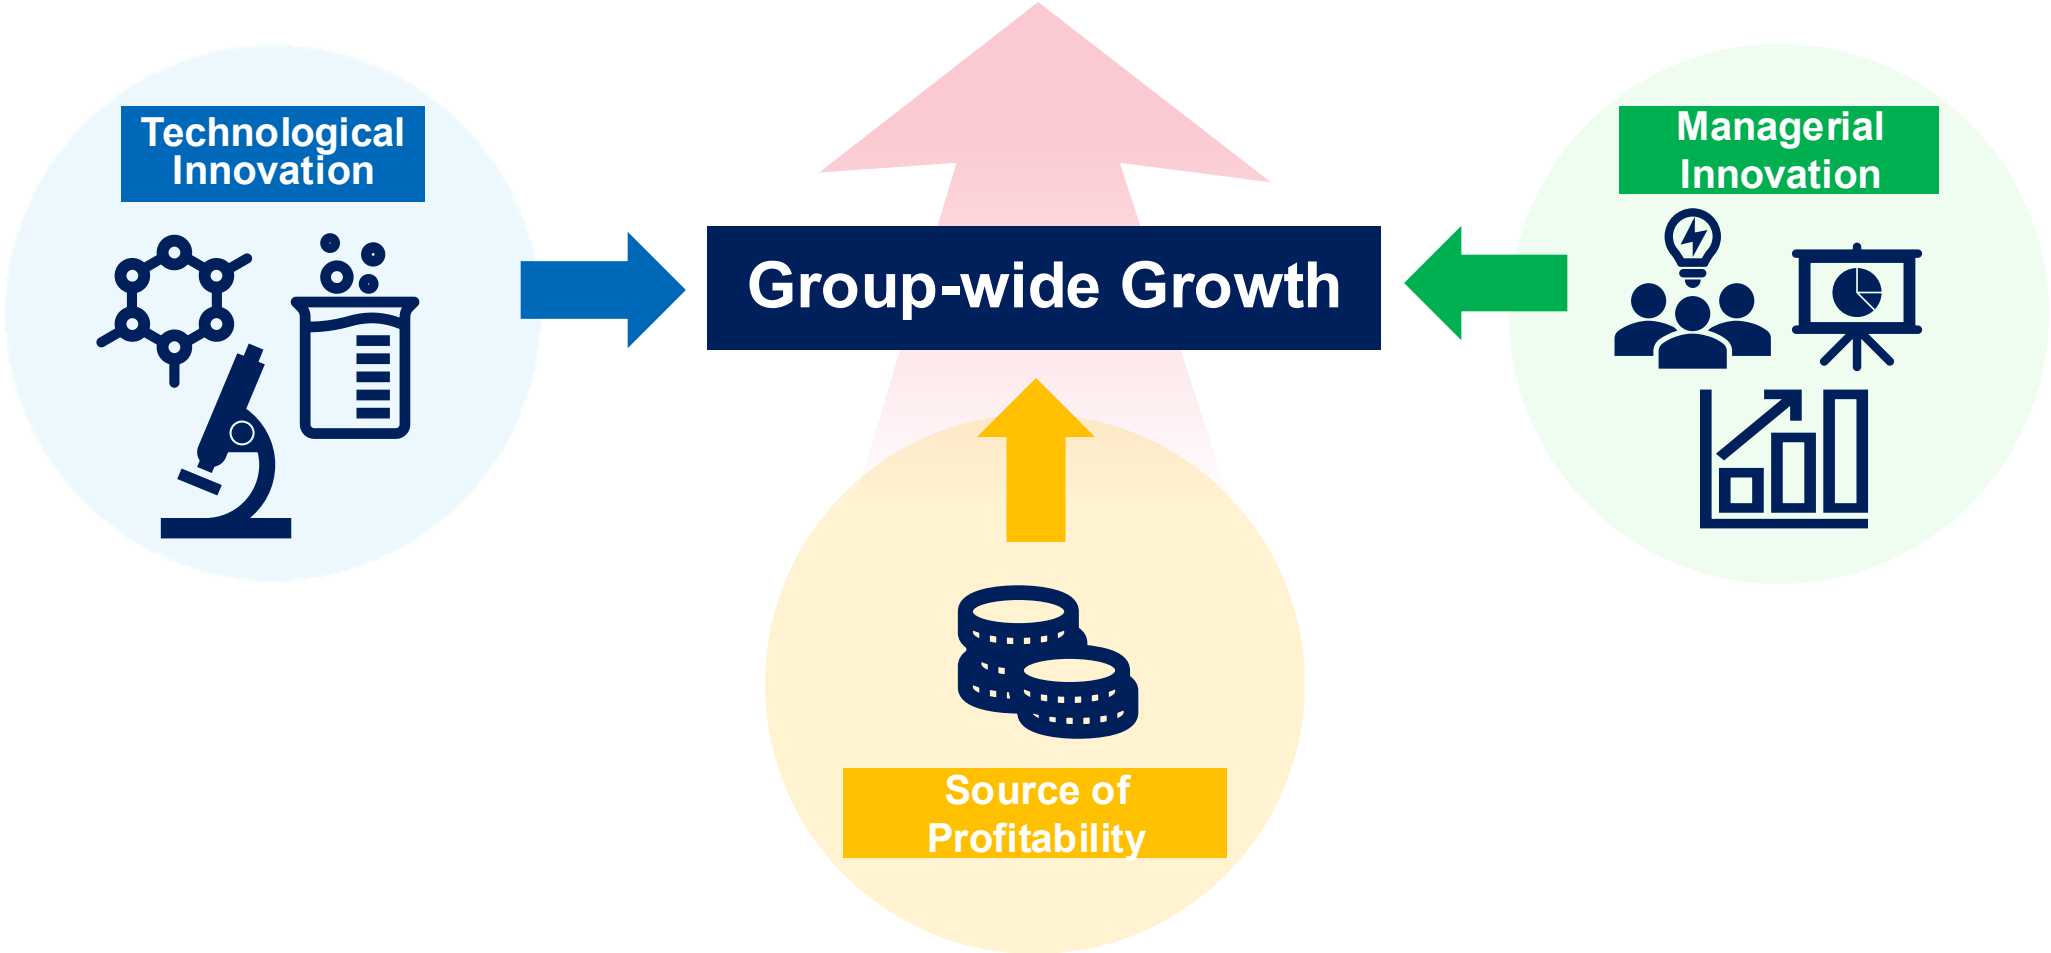 Technological
Innovation
Managerial
Innovation
Group-wide Growth
Source of
Profitability